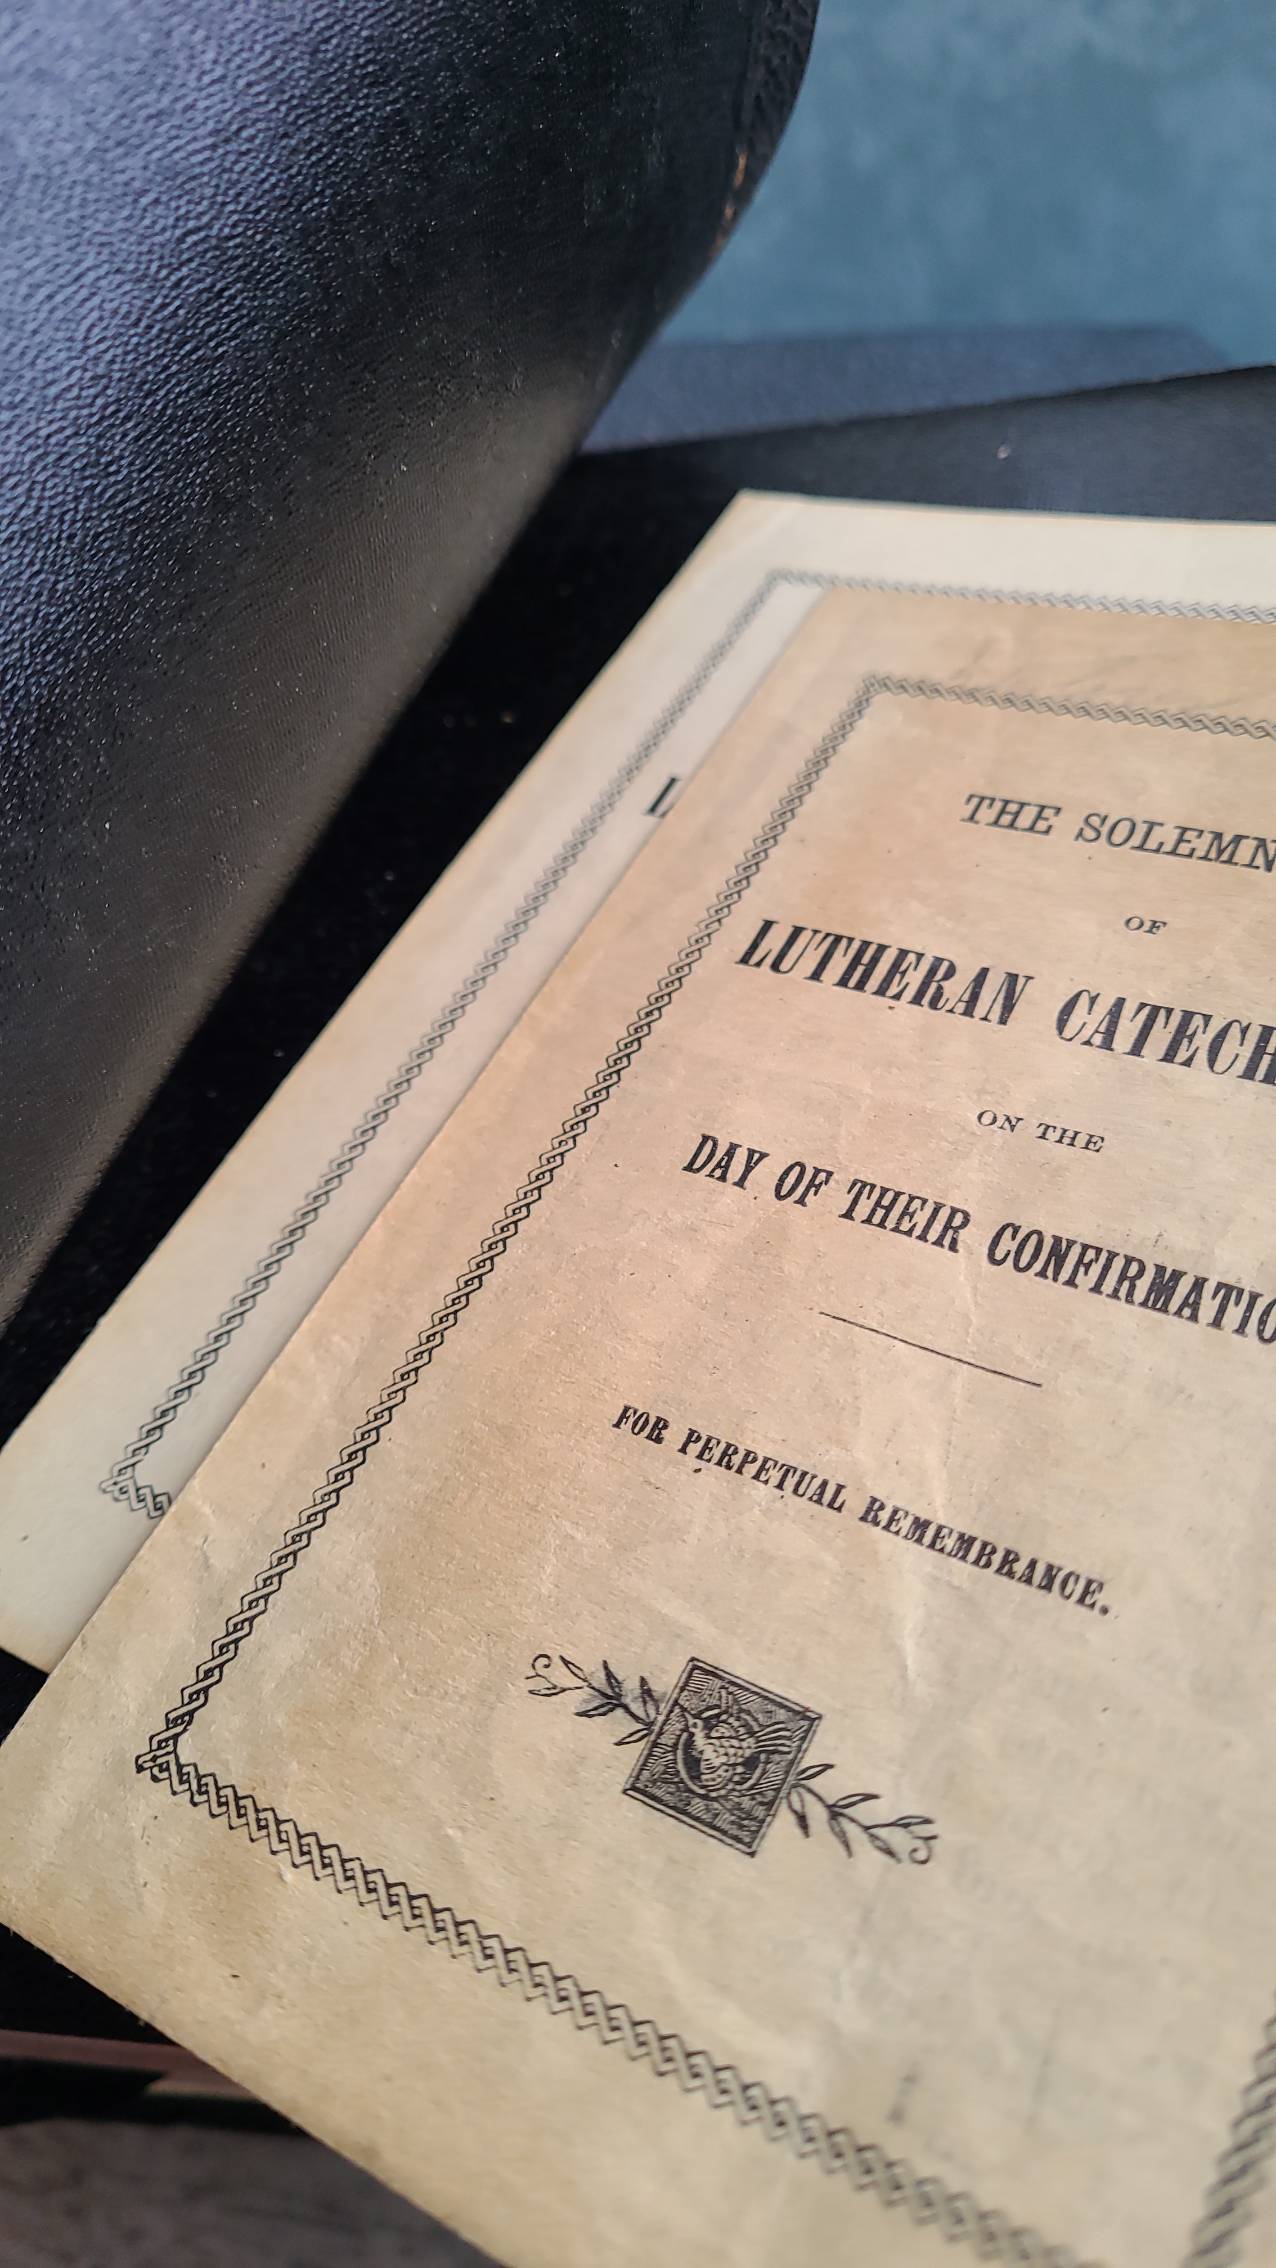 THE SOLEMN
OF
LUTHERAN CATECH
ON THE
DAY OF THEIR CONFIRMATIO
FOR PERPETUAL REMEMBRANCE.